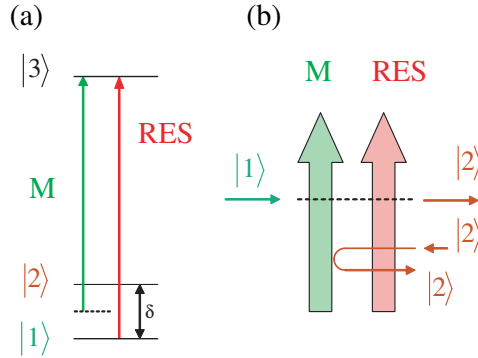 (a)
|3⟩
RES
M
|2⟩
δ
|1⟩
(b)
M RES
|1⟩
|2⟩
|2⟩
|2⟩